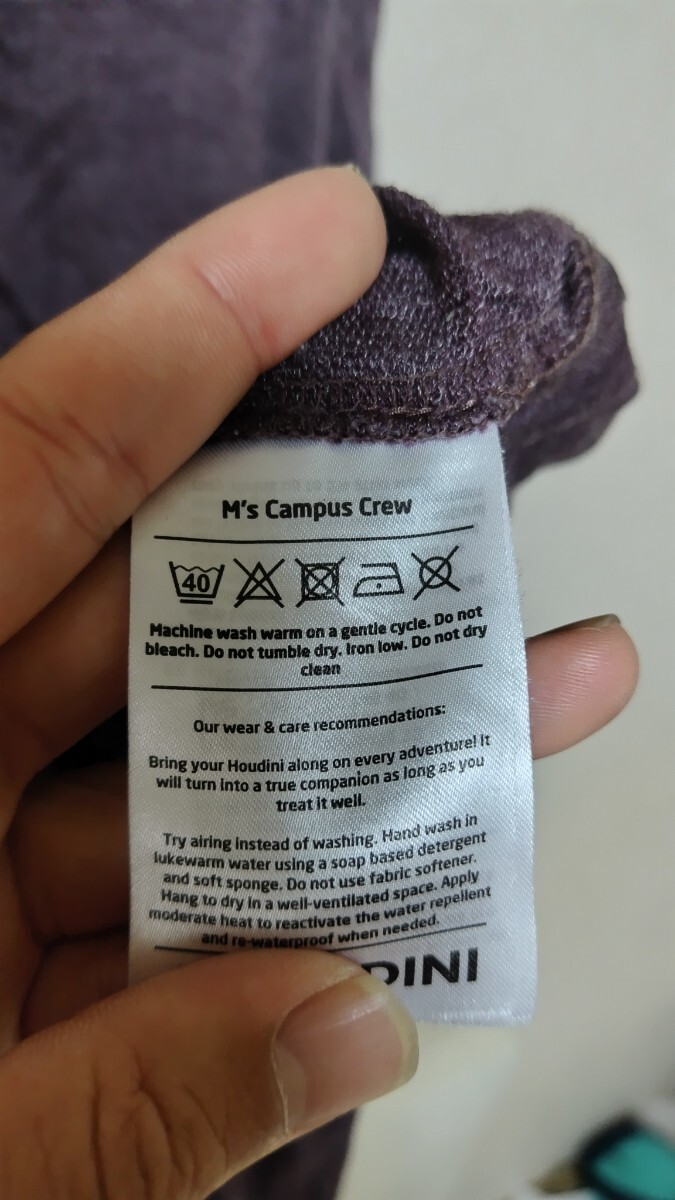 M's Campus Crew
40
Machine wash warm on a gentle cycle. Do not
bleach. Do not tumble dry. Iron low. Do not dry
clean
Our wear & care recommendations:
Bring your Houdini along on every adventure! It
will turn into a true companion as long as you
treat it well.
Try airing instead of washing. Hand wash in
lukewarm water using a soap based detergent
and soft sponge. Do not use fabric softener.
Hang to dry in a well-ventilated space. Apply
moderate heat to reactivate the water repellent
and re-waterproof when needed.
DINI